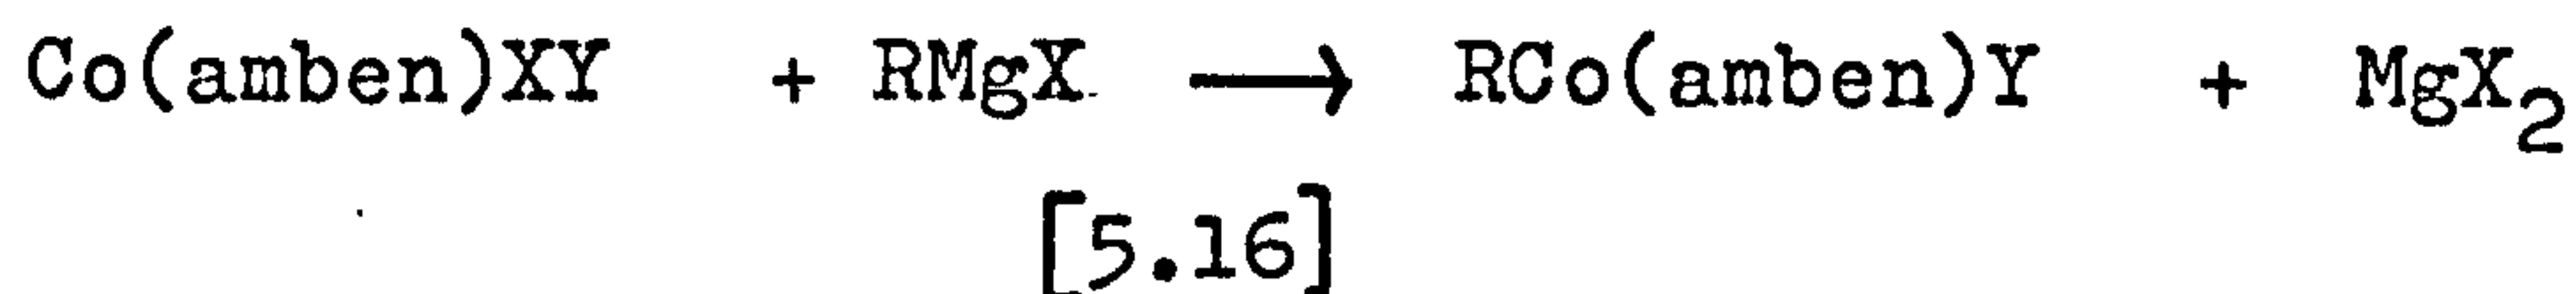 Co(amben)XY + RMgX ⟶ RCo(amben)Y + MgX₂
[5.16]